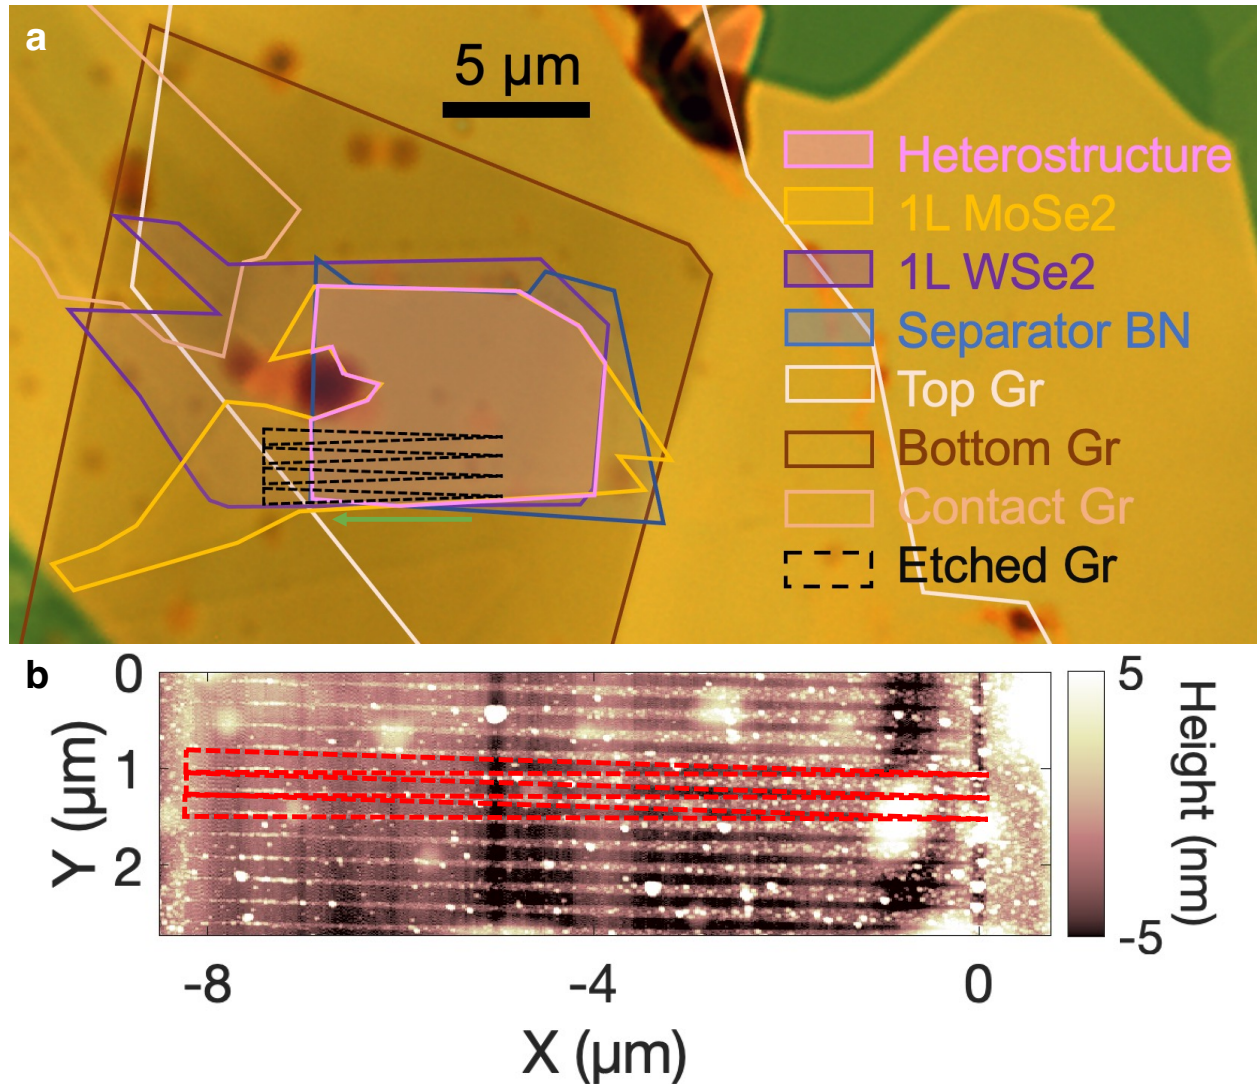 a
5 µm
Heterostructure
1L MoSe2
1L WSe2
Separator BN
Top Gr
Bottom Gr
Contact Gr
Etched Gr
b
0
1
2
Y (µm)
-8
-4
0
X (µm)
5
-5
Height (nm)